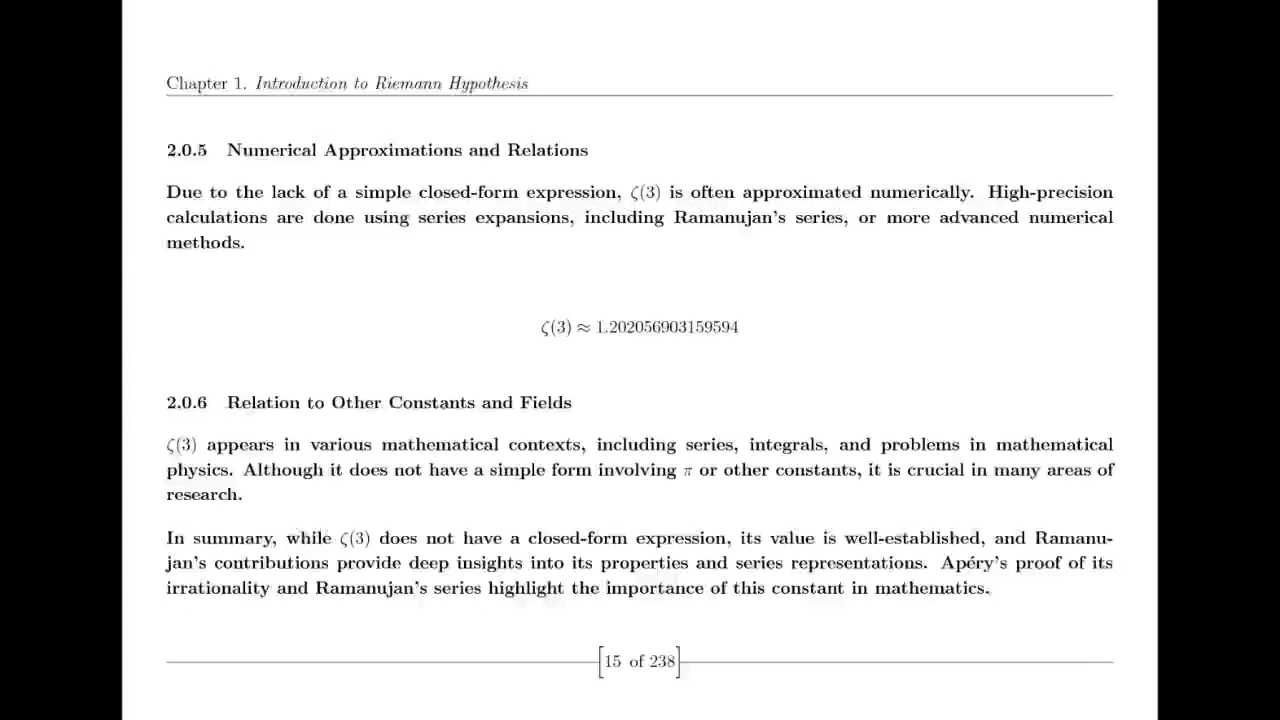 Chapter 1. Introduction to Riemann Hypothesis
2.0.5 Numerical Approximations and Relations
Due to the lack of a simple closed-form expression, ζ(3) is often approximated numerically. High-precision
calculations are done using series expansions, including Ramanujan's series, or more advanced numerical
methods.
ζ(3) ≈ 1.202056903159594
2.0.6 Relation to Other Constants and Fields
ζ(3) appears in various mathematical contexts, including series, integrals, and problems in mathematical
physics. Although it does not have a simple form involving π or other constants, it is crucial in many areas of
research.
In summary, while ζ(3) does not have a closed-form expression, its value is well-established, and Ramanu-
jan's contributions provide deep insights into its properties and series representations. Apéry's proof of its
irrationality and Ramanujan's series highlight the importance of this constant in mathematics.
[15 of 238]